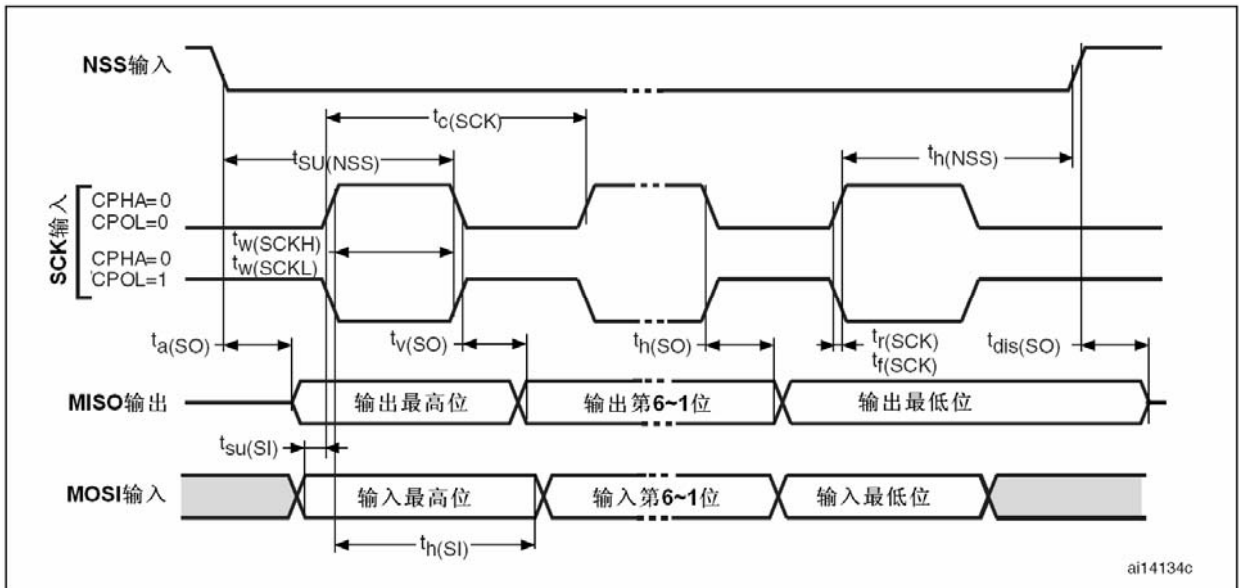 NSS输入
tc(SCK)
tSU(NSS)
th(NSS)
SCK输入
CPHA=0
CPOL=0
tw(SCKH)
CPHA=0
tw(SCKL)
CPOL=1
ta(SO)
tv(SO)
th(SO)
tr(SCK)
tf(SCK)
tdis(SO)
MISO输出
输出最高位
输出第6~1位
输出最低位
tsu(SI)
MOSI输入
输入最高位
输入第6~1位
输入最低位
th(SI)
ai14134c